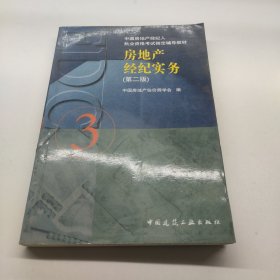 中国房地产经纪人
执业资格考试指定辅导教材
房地产
经纪实务
(第二版)
中国房地产估价师学会 编
3
中国建筑工业出版社